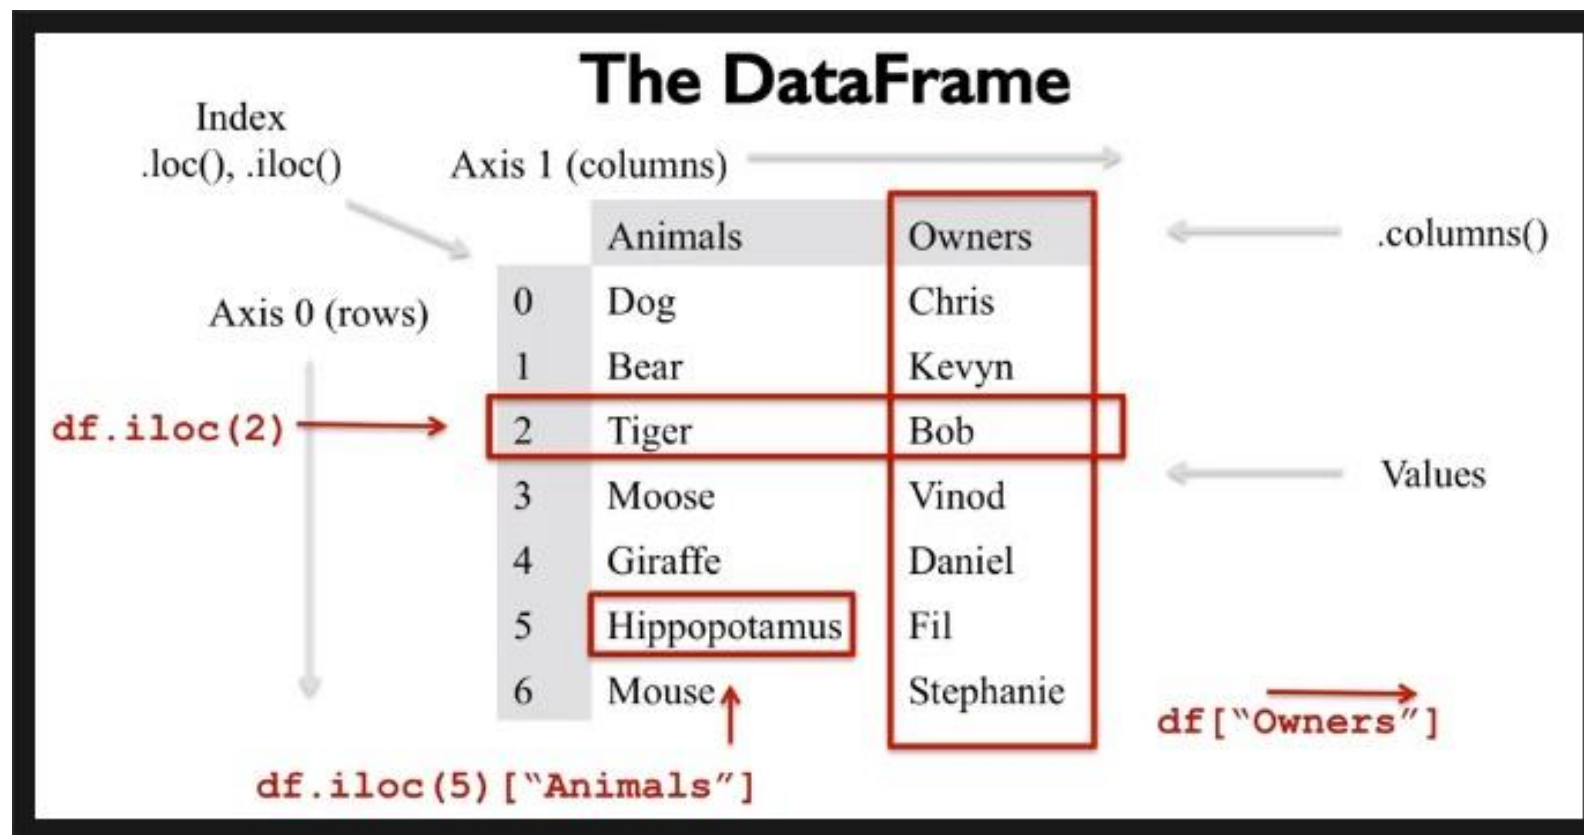 The DataFrame
Index
.loc(), .iloc()
Axis 1 (columns)
Animals Owners
.columns()
Axis 0 (rows)
0 Dog Chris
1 Bear Kevyn
df.iloc(2)
2 Tiger Bob
3 Moose Vinod
Values
4 Giraffe Daniel
5 Hippopotamus Fil
6 Mouse Stephanie
df[“Owners”]
df.iloc(5)[“Animals”]